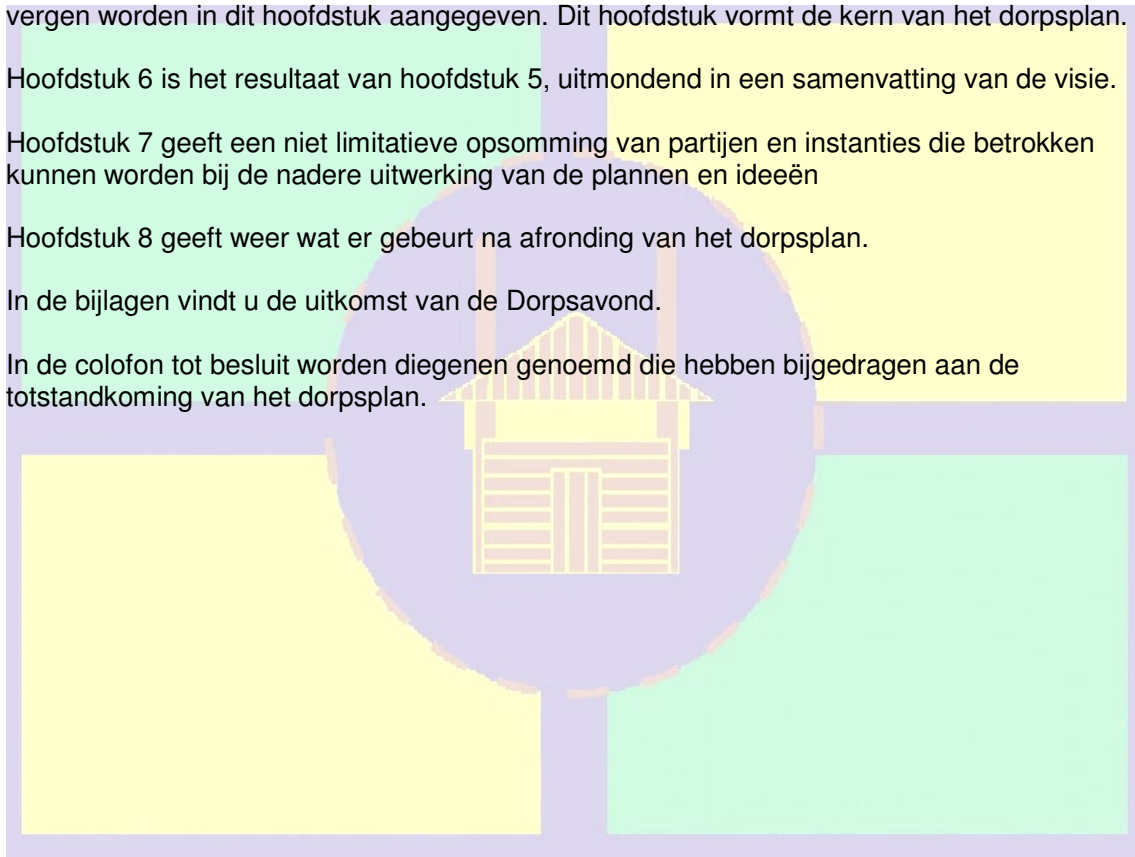 vergen worden in dit hoofdstuk aangegeven. Dit hoofdstuk vormt de kern van het dorpsplan.
Hoofdstuk 6 is het resultaat van hoofdstuk 5, uitmondend in een samenvatting van de visie.
Hoofdstuk 7 geeft een niet limitatieve opsomming van partijen en instanties die betrokken
kunnen worden bij de nadere uitwerking van de plannen en ideeën
Hoofdstuk 8 geeft weer wat er gebeurt na afronding van het dorpsplan.
In de bijlagen vindt u de uitkomst van de Dorpsavond.
In de colofon tot besluit worden diegenen genoemd die hebben bijgedragen aan de
totstandkoming van het dorpsplan.